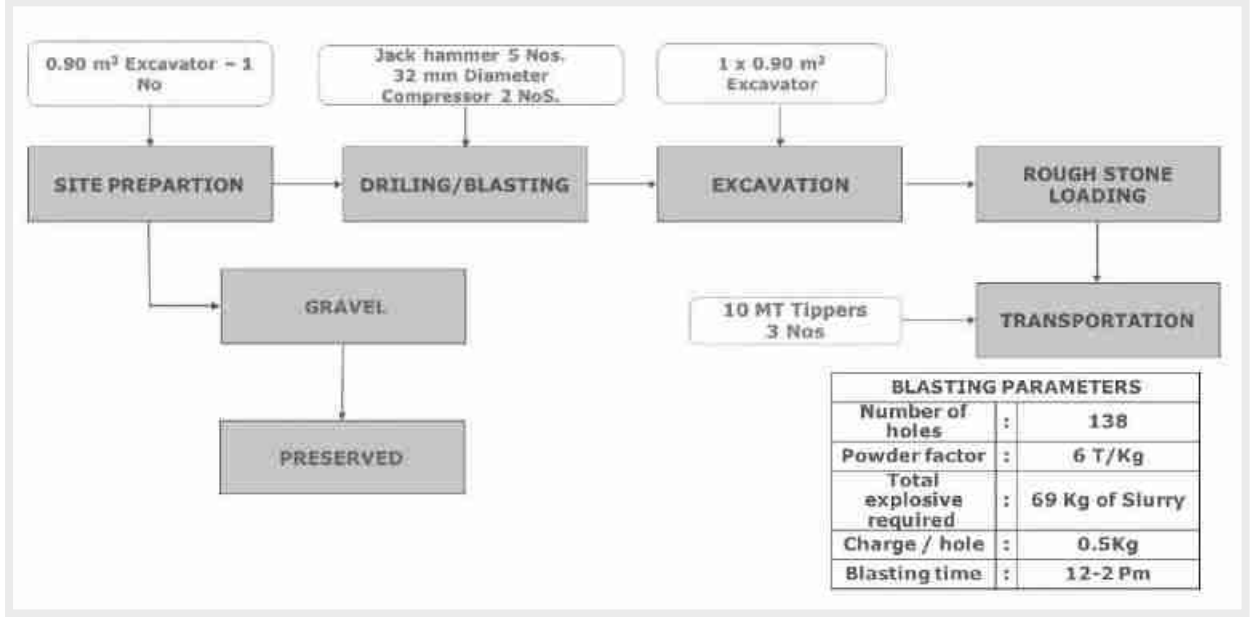 0.90 m³ Excavator – 1
No
Jack hammer 5 Nos.
32 mm Diameter
Compressor 2 NoS.
1 x 0.90 m³
Excavator
SITE PREPARTION
DRILING/BLASTING
EXCAVATION
ROUGH STONE
LOADING
GRAVEL
10 MT Tippers
3 Nos
TRANSPORTATION
PRESERVED
BLASTING PARAMETERS
Number of
holes : 138
Powder factor : 6 T/Kg
Total
explosive : 69 Kg of Slurry
required
Charge / hole : 0.5Kg
Blasting time : 12-2 Pm